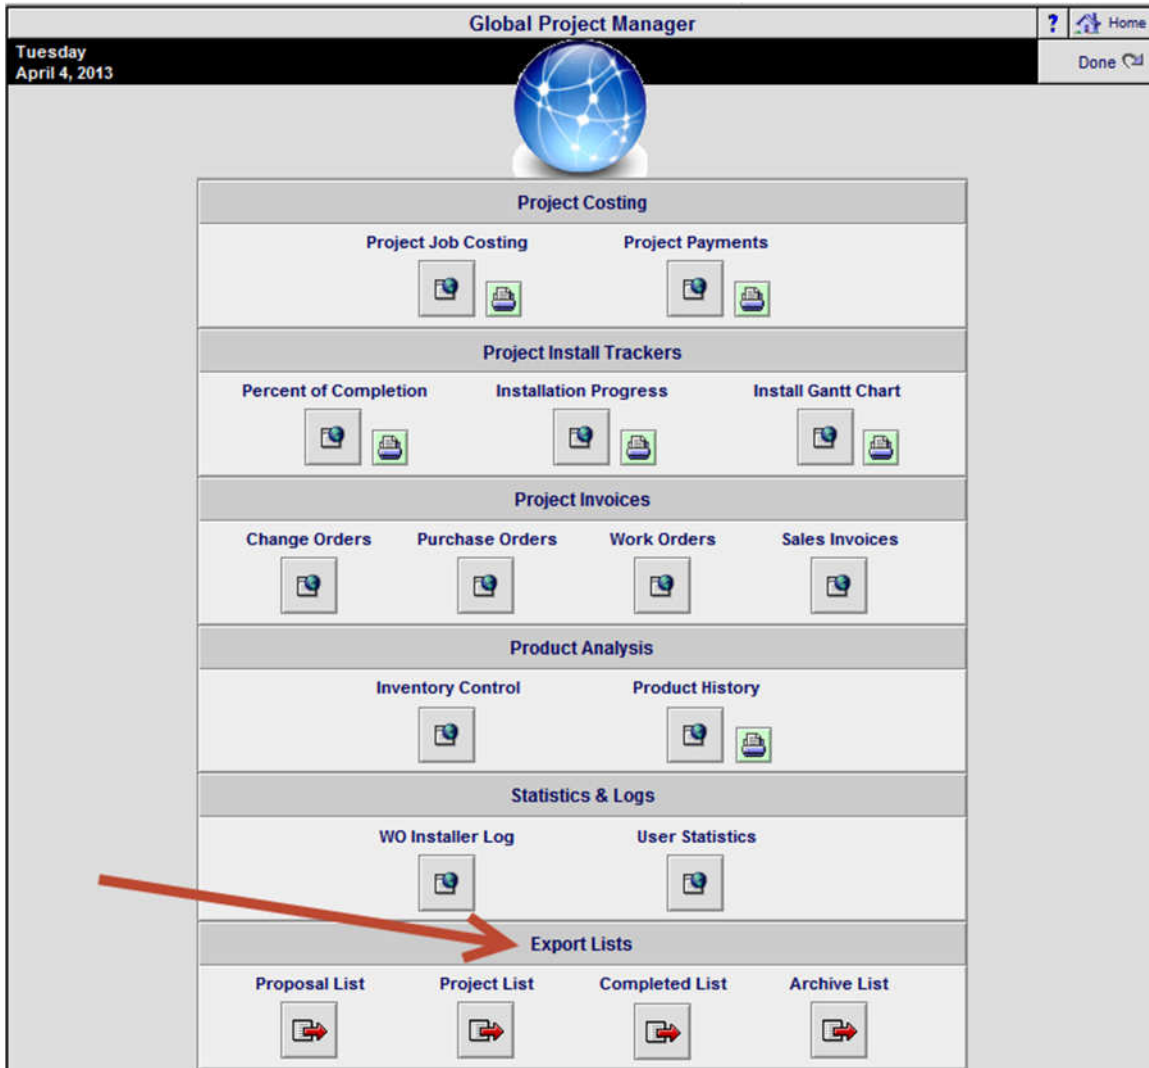 Global Project Manager
? Home
Tuesday
April 4, 2013
Done
Project Costing
Project Job Costing Project Payments
Project Install Trackers
Percent of Completion Installation Progress Install Gantt Chart
Project Invoices
Change Orders Purchase Orders Work Orders Sales Invoices
Product Analysis
Inventory Control Product History
Statistics & Logs
WO Installer Log User Statistics
Export Lists
Proposal List Project List Completed List Archive List